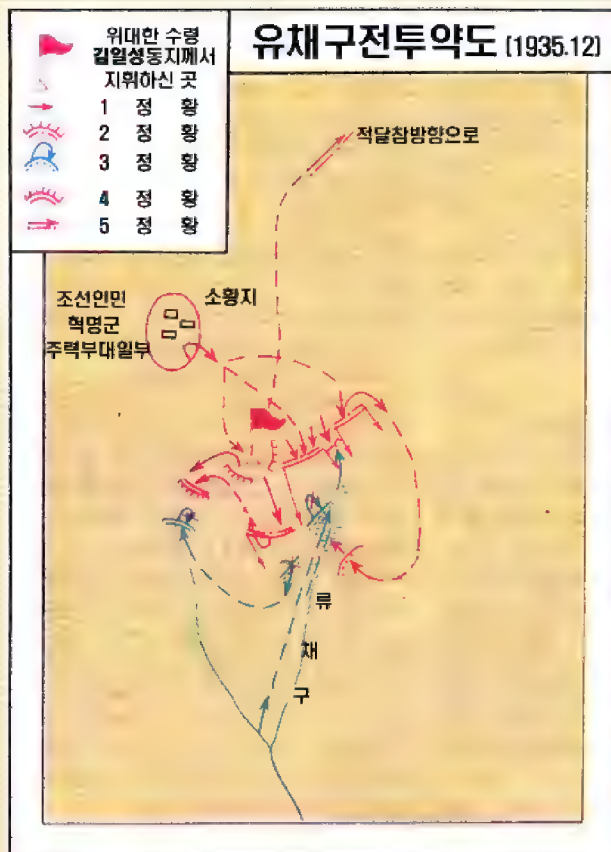 유채구전투약도 (1935.12)
위대한 수령
김일성동지께서
지휘하신 곳
1 정 황
2 정 황
3 정 황
4 정 황
5 정 황
적달참방향으로
소황지
조선인민
혁명군
주력부대일부
류
채
구